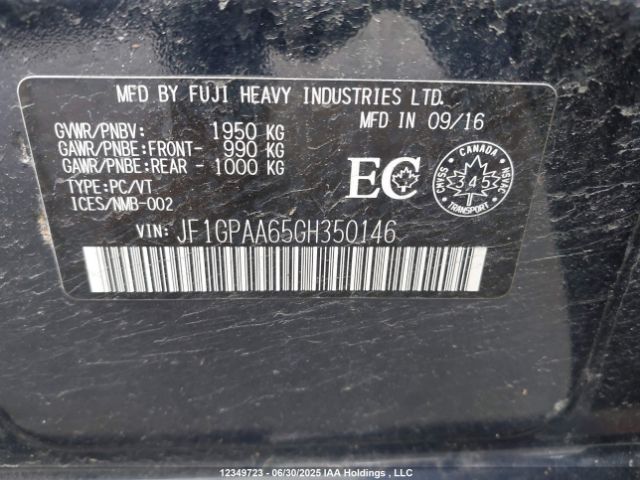 MFD BY FUJI HEAVY INDUSTRIES LTD.
GVWR/PNBV: 1950 KG MFD IN 09/16
GAWR/PNBE:FRONT- 990 KG
GAWR/PNBE:REAR - 1000 KG
TYPE:PC/VT
ICES/NMB-002
EC
CANADA
CMVSS 345 NSVAC
TRANSPORT
VIN: JF1GPAA65GH350146
12349723 - 06/30/2025 IAA Holdings , LLC